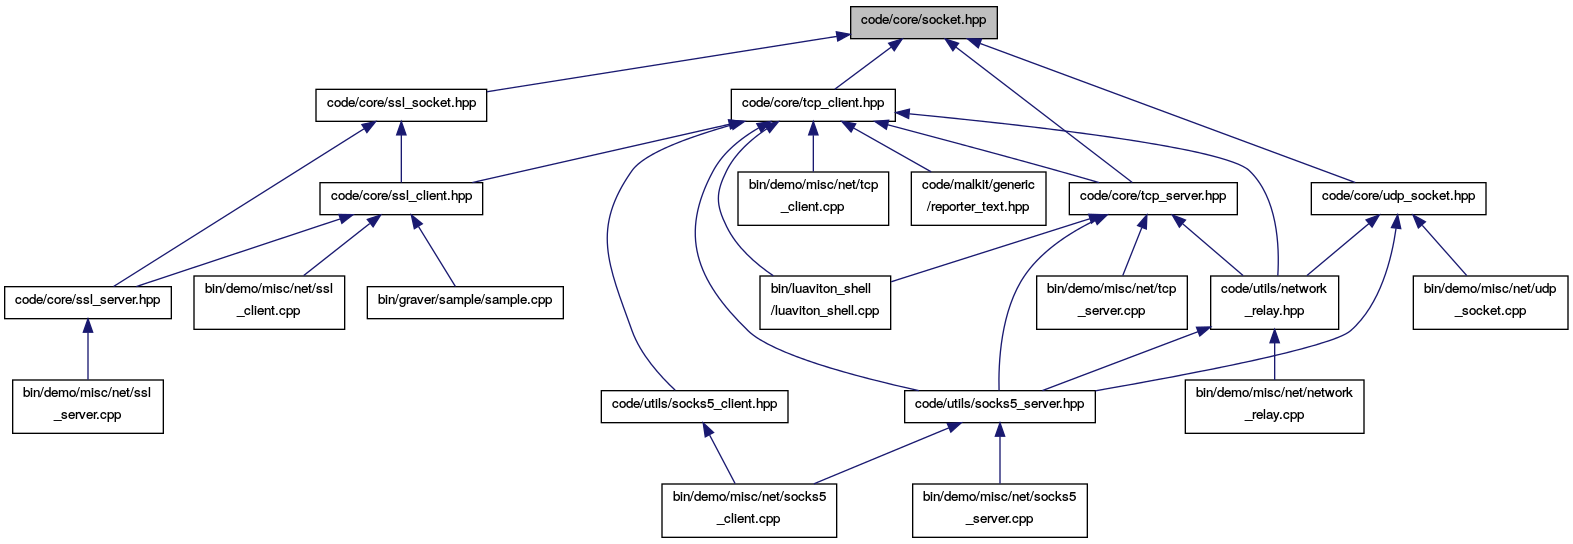 code/core/socket.hpp
code/core/ssl_socket.hpp
code/core/tcp_client.hpp
code/core/ssl_client.hpp
bin/demo/misc/net/tcp
_client.cpp
code/malkit/generic
/reporter_text.hpp
code/core/tcp_server.hpp
code/core/udp_socket.hpp
code/core/ssl_server.hpp
bin/demo/misc/net/ssl
_client.cpp
bin/graver/sample/sample.cpp
bin/luaviton_shell
/luaviton_shell.cpp
bin/demo/misc/net/tcp
_server.cpp
code/utils/network
_relay.hpp
bin/demo/misc/net/udp
_socket.cpp
bin/demo/misc/net/ssl
_server.cpp
code/utils/socks5_client.hpp
code/utils/socks5_server.hpp
bin/demo/misc/net/network
_relay.cpp
bin/demo/misc/net/socks5
_client.cpp
bin/demo/misc/net/socks5
_server.cpp